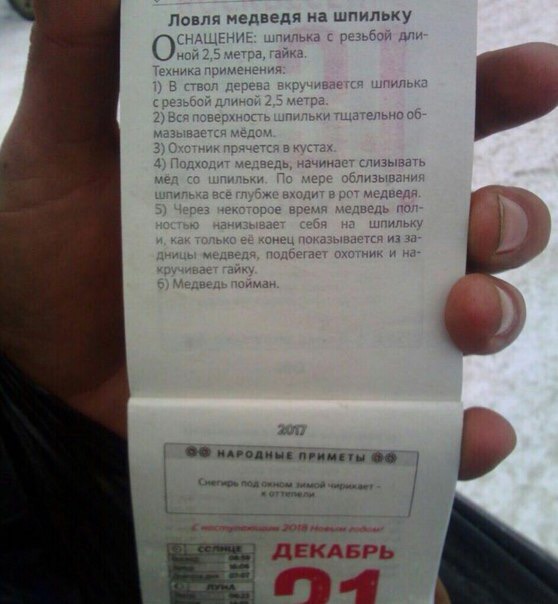 Ловля медведя на шпильку
ОСНАЩЕНИЕ: шпилька с резьбой дли-
ной 2,5 метра, гайка.
Техника применения:
1) В ствол дерева вкручивается шпилька
с резьбой длиной 2,5 метра.
2) Вся поверхность шпильки тщательно об-
мазывается мёдом.
3) Охотник прячется в кустах.
4) Подходит медведь, начинает слизывать
мёд со шпильки. По мере облизывания
шпилька всё глубже входит в рот медведя.
5) Через некоторое время медведь пол-
ностью нанизывает себя на шпильку
и, как только её конец показывается из за-
дницы медведя, подбегает охотник и на-
кручивает гайку.
6) Медведь пойман.
2017
НАРОДНЫЕ ПРИМЕТЫ
Снегирь под окном зимой чирикает -
к оттепели
С наступающим 2018 Новым годом!
СОЛНЦЕ
ДЕКАБРЬ
ЛУНА
21